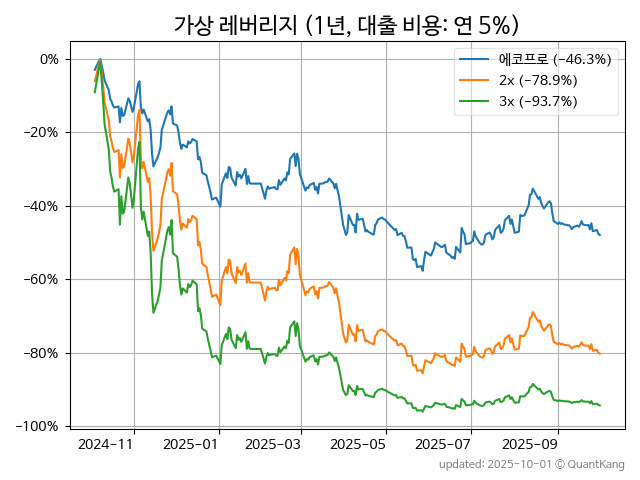 가상 레버리지 (1년, 대출 비용: 연 5%)
에코프로 (−46.3%)
2x (−78.9%)
3x (−93.7%)
0%
−20%
−40%
−60%
−80%
−100%
2024-11 2025-01 2025-03 2025-05 2025-07 2025-09
updated: 2025-10-01 © QuantKang